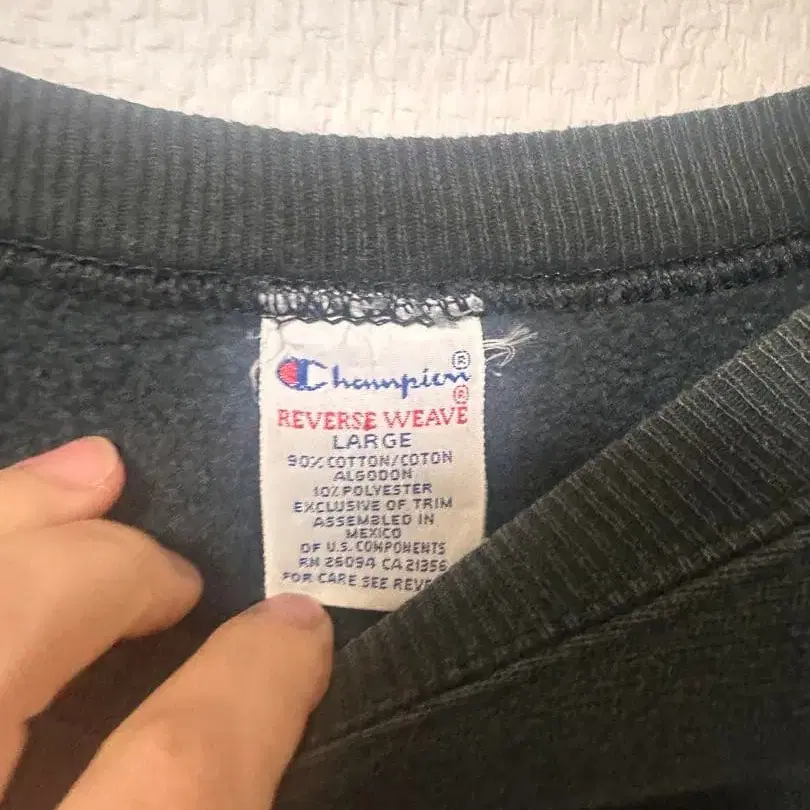 Champion®
REVERSE WEAVE®
LARGE
90% COTTON/COTON
ALGODON
10% POLYESTER
EXCLUSIVE OF TRIM
ASSEMBLED IN
MEXICO
OF U.S. COMPONENTS
RN 26094 CA 21356
FOR CARE SEE REV